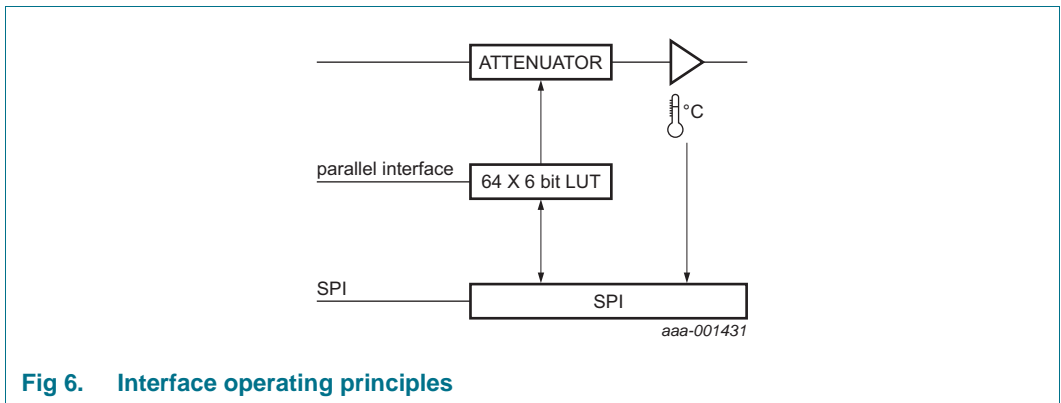 ATTENUATOR
°C
parallel interface
64 X 6 bit LUT
SPI
SPI
aaa-001431
Fig 6. Interface operating principles